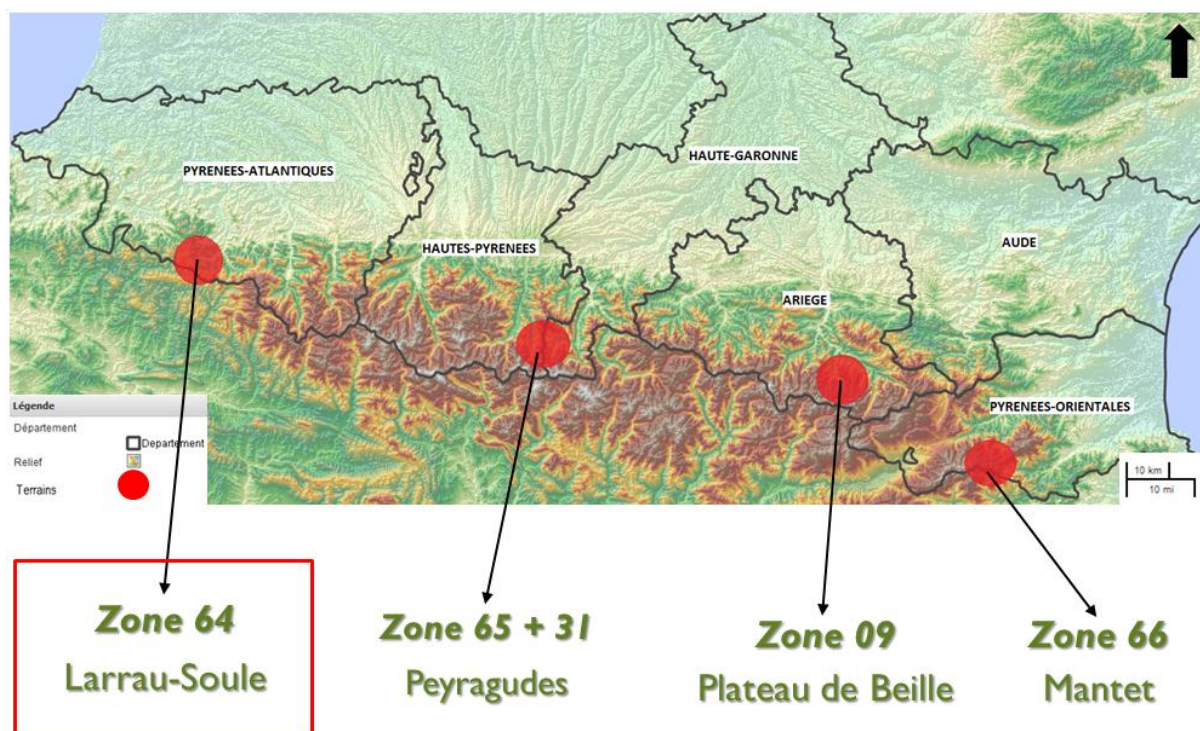 PYRENEES-ATLANTIQUES
HAUTE-GARONNE
HAUTES-PYRENEES
AUDE
ARIEGE
PYRENEES-ORIENTALES
Légende
Département
Departement
Relief
Terrains
10 km
10 mi
Zone 64
Larrau-Soule
Zone 65 + 31
Peyragudes
Zone 09
Plateau de Beille
Zone 66
Mantet